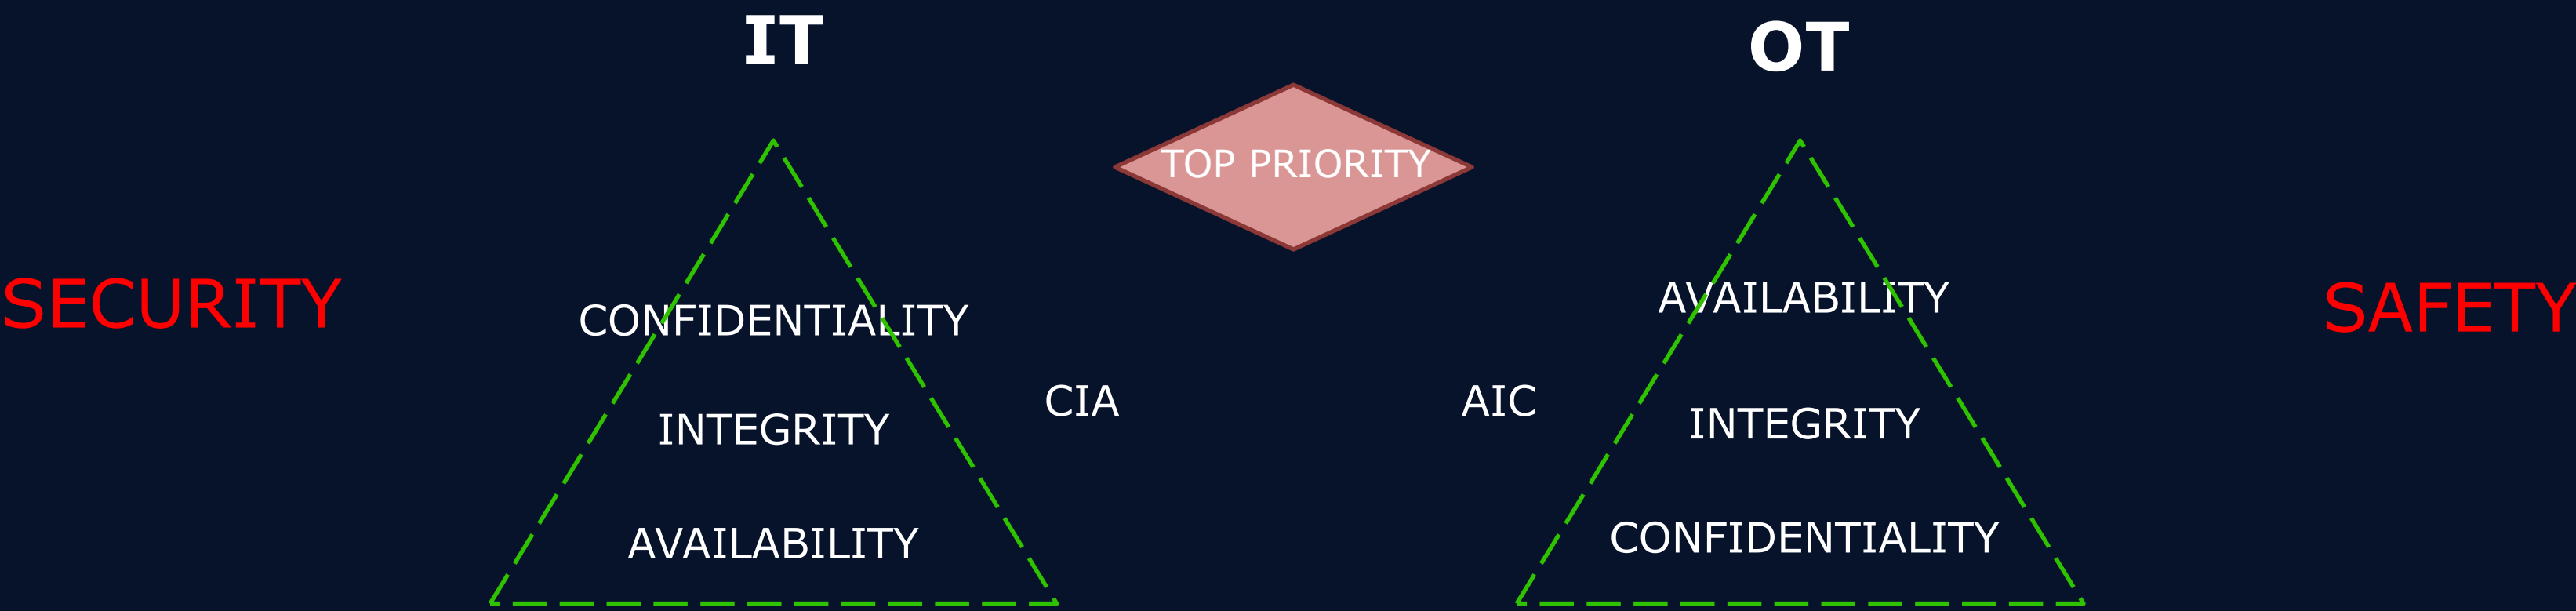 IT
OT
TOP PRIORITY
SECURITY
CONFIDENTIALITY
INTEGRITY
AVAILABILITY
CIA
AIC
AVAILABILITY
INTEGRITY
CONFIDENTIALITY
SAFETY